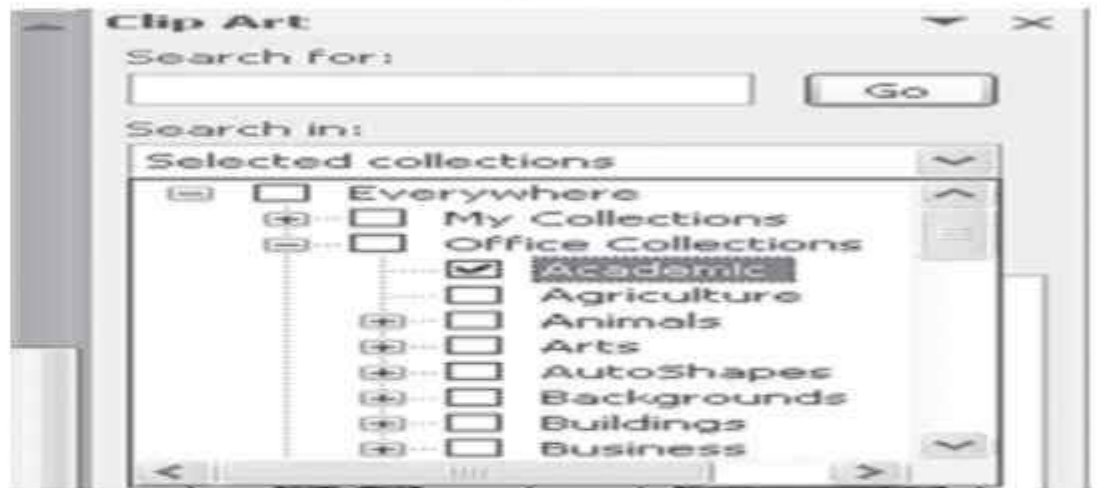 Clip Art
Search for:
Go
Search in:
Selected collections
Everywhere
My Collections
Office Collections
Academic
Agriculture
Animals
Arts
AutoShapes
Backgrounds
Buildings
Business